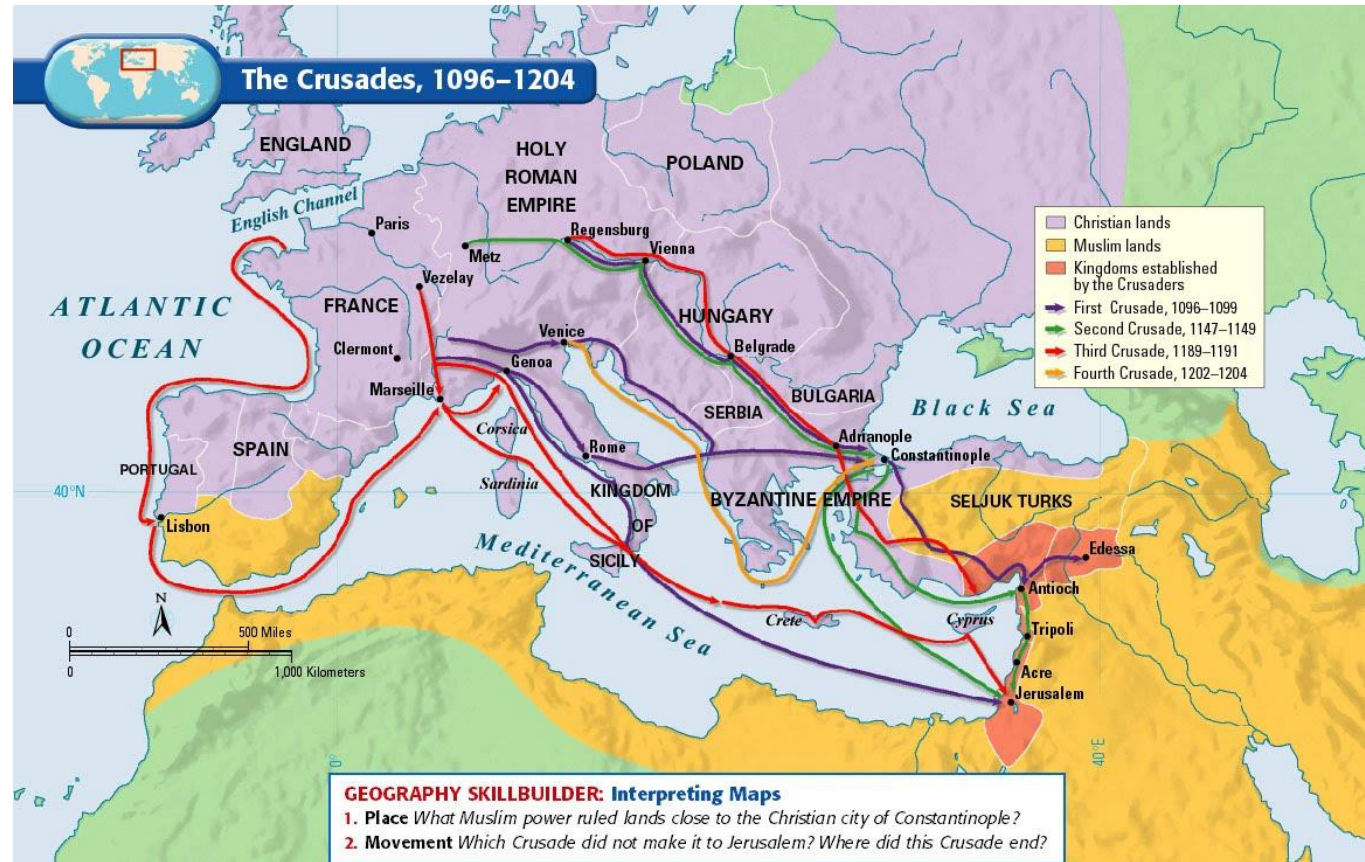 The Crusades, 1096–1204
ENGLAND
HOLY
ROMAN
EMPIRE
POLAND
English Channel
Paris
Regensburg
Vienna
Metz
Vezelay
Christian lands
Muslim lands
Kingdoms established
by the Crusaders
First Crusade, 1096–1099
Second Crusade, 1147–1149
Third Crusade, 1189–1191
Fourth Crusade, 1202–1204
ATLANTIC
OCEAN
FRANCE
HUNGARY
Venice
Clermont
Genoa
Belgrade
Marseille
BULGARIA
SERBIA
Black Sea
Corsica
Adrianople
SPAIN
Rome
Constantinople
PORTUGAL
Sardinia
40°N
KINGDOM
OF
SICILY
BYZANTINE EMPIRE
SELJUK TURKS
Lisbon
Mediterranean Sea
Edessa
Antioch
N
Crete
Cyprus
Tripoli
0
500 Miles
0
1,000 Kilometers
Acre
Jerusalem
0°
40°E
GEOGRAPHY SKILLBUILDER: Interpreting Maps
1. Place What Muslim power ruled lands close to the Christian city of Constantinople?
2. Movement Which Crusade did not make it to Jerusalem? Where did this Crusade end?